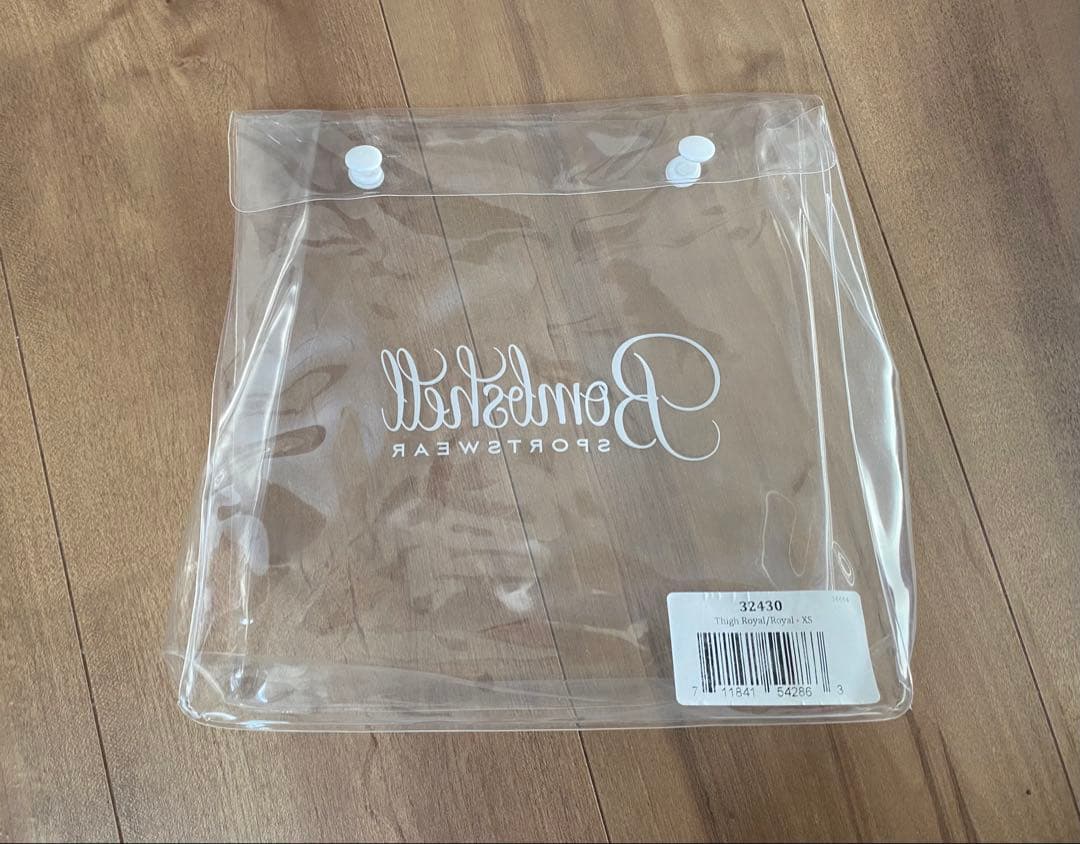 Bombshell
SPORTSWEAR
32430
Thigh Royal/Royal - XS
7 11841 54286 3